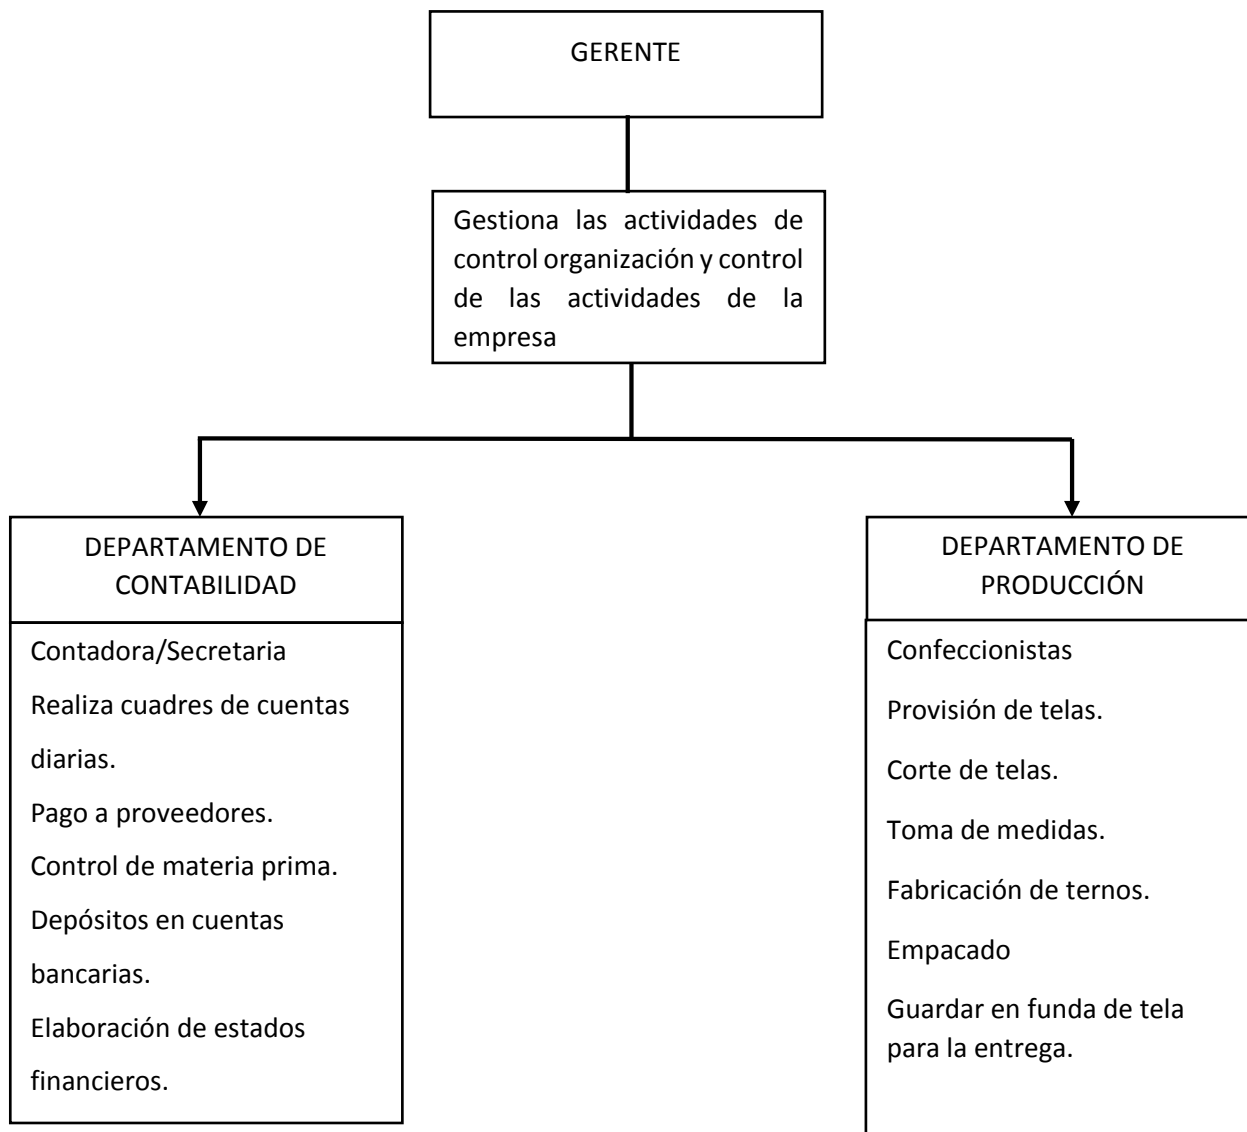 GERENTE
Gestiona las actividades de
control organización y control
de las actividades de la
empresa
DEPARTAMENTO DE
CONTABILIDAD
Contadora/Secretaria
Realiza cuadres de cuentas
diarias.
Pago a proveedores.
Control de materia prima.
Depósitos en cuentas
bancarias.
Elaboración de estados
financieros.
DEPARTAMENTO DE
PRODUCCIÓN
Confeccionistas
Provisión de telas.
Corte de telas.
Toma de medidas.
Fabricación de ternos.
Empacado
Guardar en funda de tela
para la entrega.